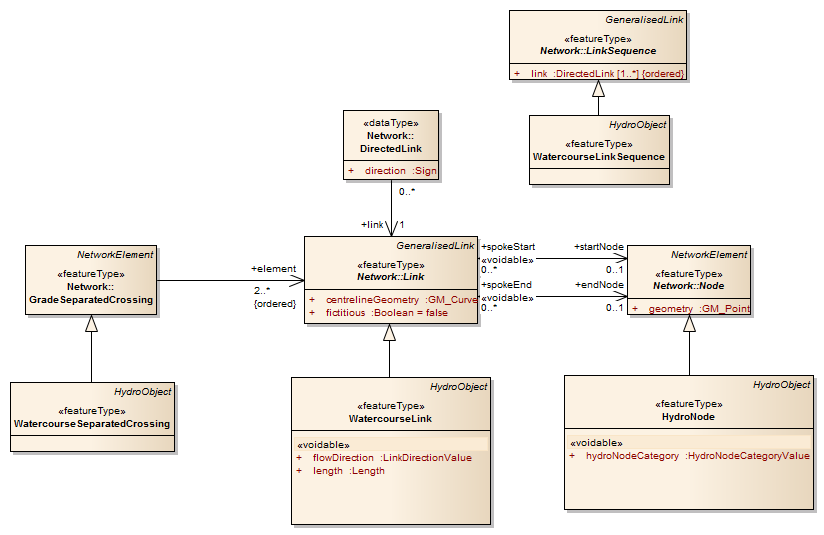 GeneralisedLink
«featureType»
Network::LinkSequence
+ link :DirectedLink [1..*] {ordered}
HydroObject
«featureType»
WatercourseLinkSequence
«dataType»
Network::
DirectedLink
+ direction :Sign
0..*
+link 1
GeneralisedLink
«featureType»
Network::Link
+ centrelineGeometry :GM_Curve
+ fictitious :Boolean = false
NetworkElement
«featureType»
Network::
GradeSeparatedCrossing
+element
2..*
{ordered}
+spokeStart +startNode
«voidable»
0..* 0..1
+spokeEnd +endNode
«voidable»
0..* 0..1
NetworkElement
«featureType»
Network::Node
+ geometry :GM_Point
HydroObject
«featureType»
WatercourseSeparatedCrossing
HydroObject
«featureType»
WatercourseLink
«voidable»
+ flowDirection :LinkDirectionValue
+ length :Length
HydroObject
«featureType»
HydroNode
«voidable»
+ hydroNodeCategory :HydroNodeCategoryValue